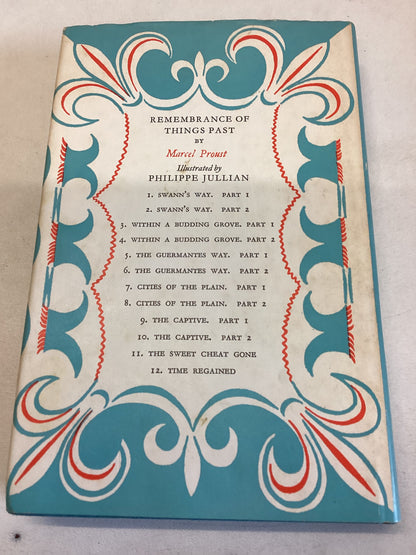 REMEMBRANCE OF
THINGS PAST
BY
Marcel Proust
Illustrated by
PHILIPPE JULLIAN
1. SWANN'S WAY. PART 1
2. SWANN'S WAY. PART 2
3. WITHIN A BUDDING GROVE. PART 1
4. WITHIN A BUDDING GROVE. PART 2
5. THE GUERMANTES WAY. PART 1
6. THE GUERMANTES WAY. PART 2
7. CITIES OF THE PLAIN. PART 1
8. CITIES OF THE PLAIN. PART 2
9. THE CAPTIVE. PART 1
10. THE CAPTIVE. PART 2
11. THE SWEET CHEAT GONE
12. TIME REGAINED